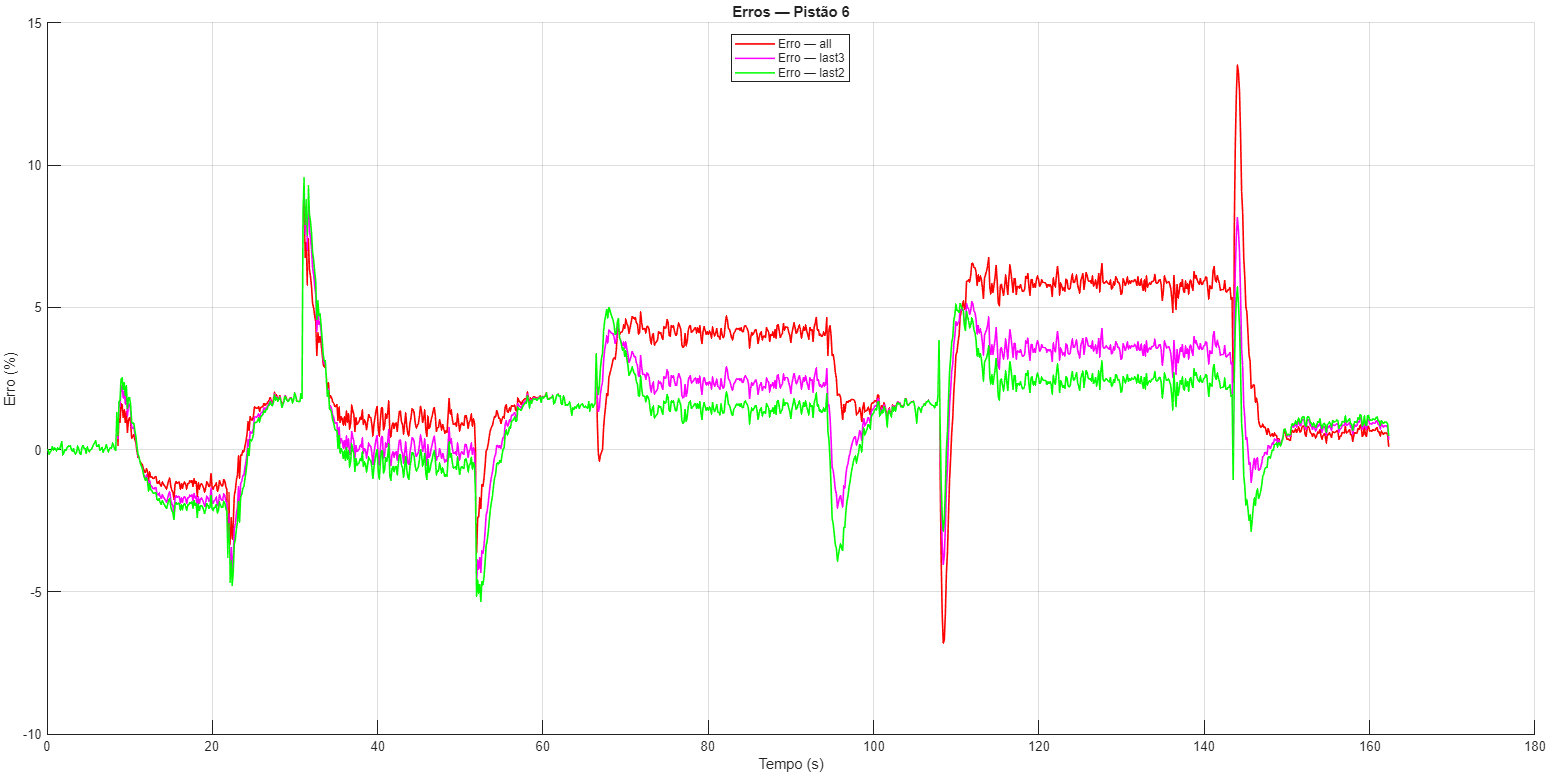 Erros — Pistão 6
Erro — all
Erro — last3
Erro — last2
15
10
5
0
-5
-10
Erro (%)
0 20 40 60 80 100 120 140 160 180
Tempo (s)